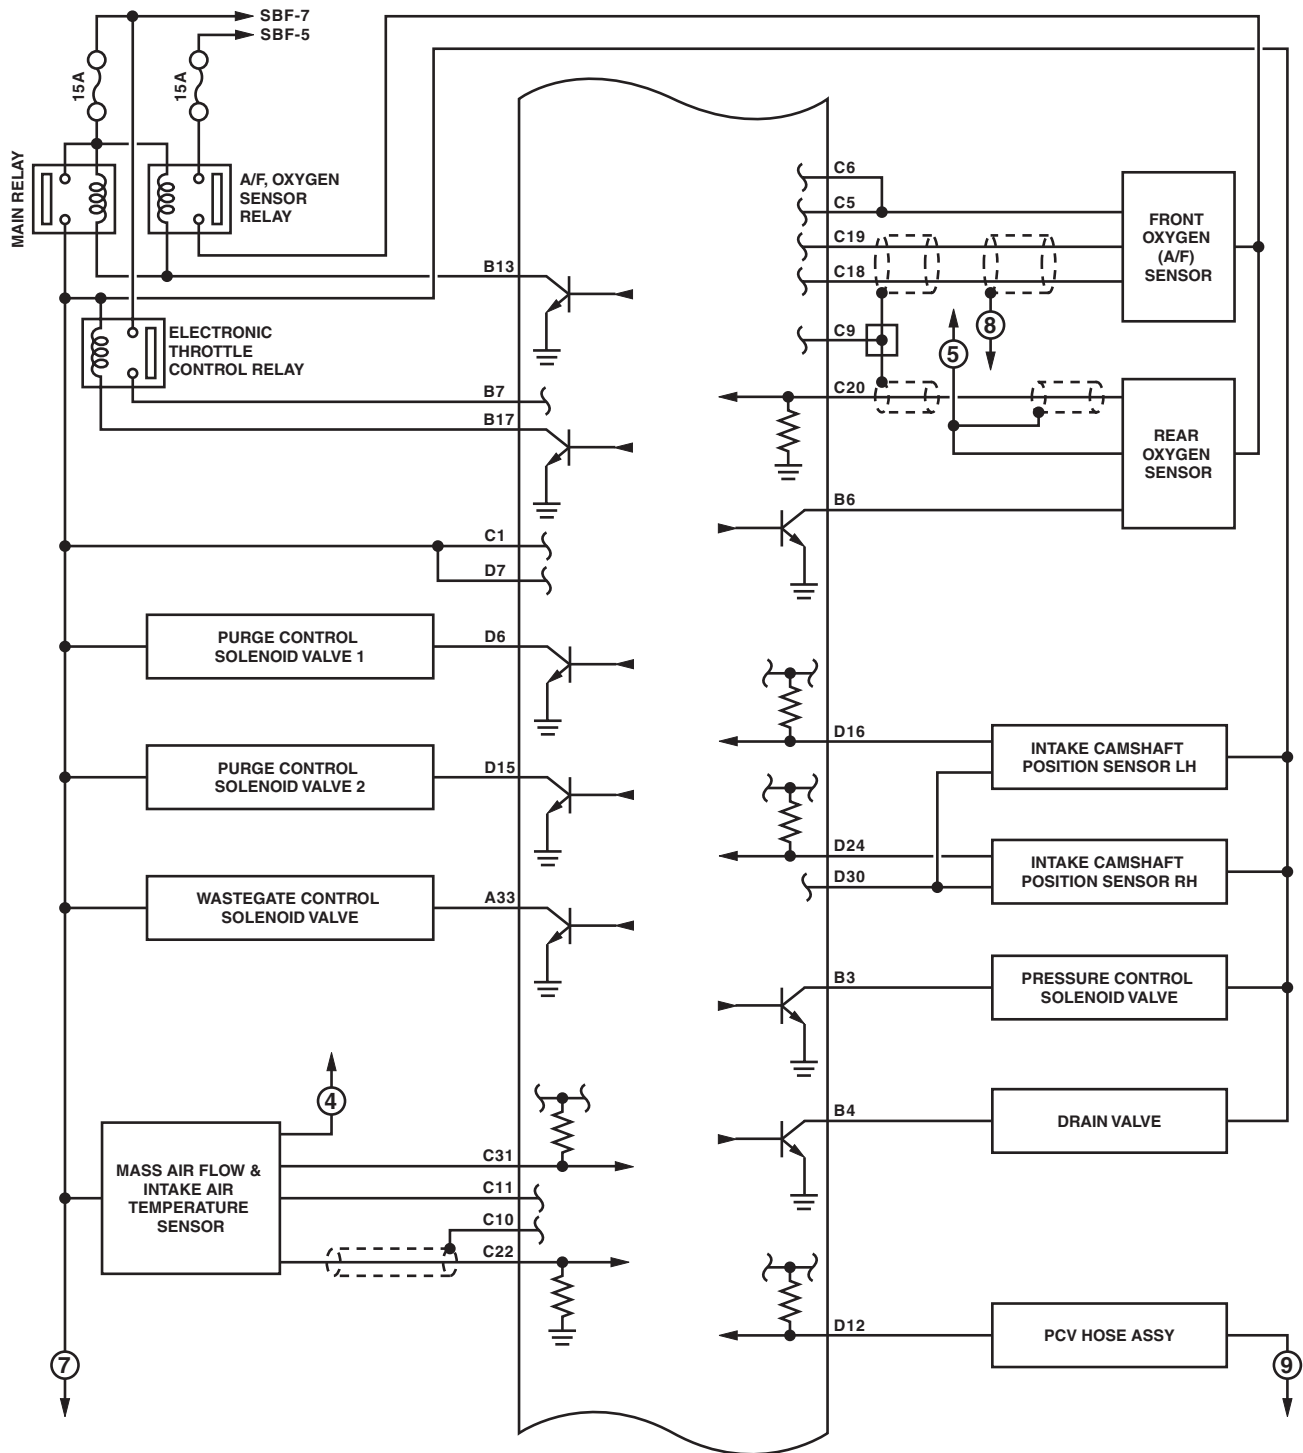 SBF-7
SBF-5
15A
15A
MAIN RELAY
A/F, OXYGEN
SENSOR
RELAY
B13
ELECTRONIC
THROTTLE
CONTROL RELAY
B7
B17
C1
D7
PURGE CONTROL
SOLENOID VALVE 1
D6
PURGE CONTROL
SOLENOID VALVE 2
D15
WASTEGATE CONTROL
SOLENOID VALVE
A33
4
MASS AIR FLOW &
INTAKE AIR
TEMPERATURE
SENSOR
C31
C11
C10
C22
7
C6
C5
C19
C18
FRONT
OXYGEN
(A/F)
SENSOR
C9
8
5
C20
REAR
OXYGEN
SENSOR
B6
D16
INTAKE CAMSHAFT
POSITION SENSOR LH
D24
D30
INTAKE CAMSHAFT
POSITION SENSOR RH
B3
PRESSURE CONTROL
SOLENOID VALVE
B4
DRAIN VALVE
D12
PCV HOSE ASSY
9